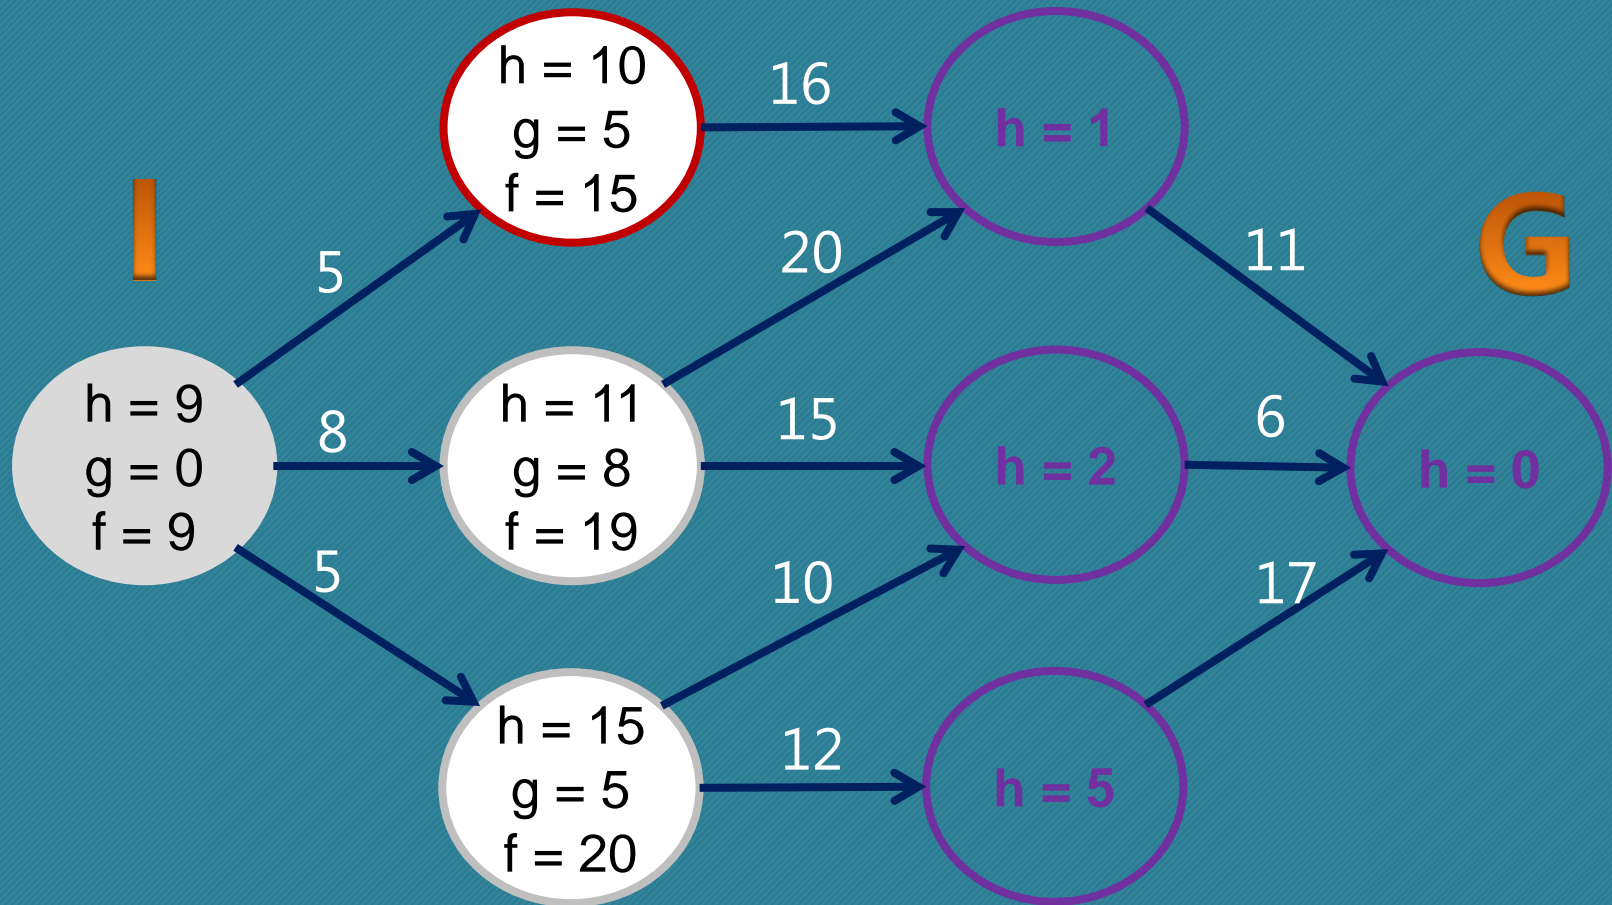 I
h = 9
g = 0
f = 9
5
8
5
h = 10
g = 5
f = 15
h = 11
g = 8
f = 19
h = 15
g = 5
f = 20
16
20
15
10
12
h = 1
h = 2
h = 5
11
6
17
G
h = 0